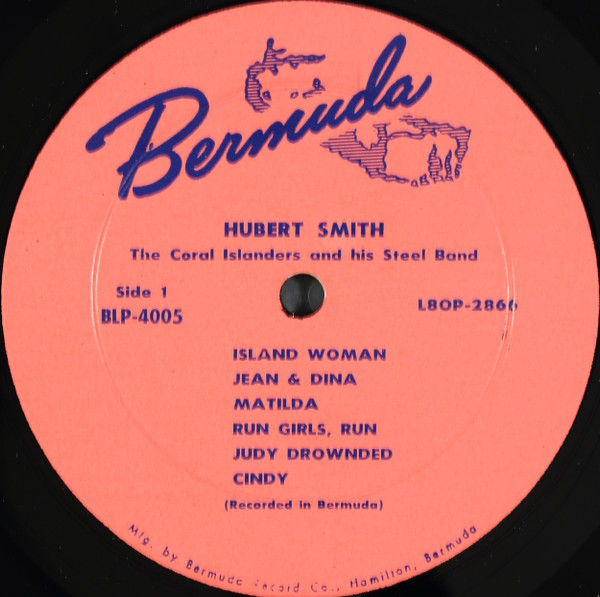 Bermuda
HUBERT SMITH
The Coral Islanders and his Steel Band
Side 1
BLP-4005
L8OP-2866
ISLAND WOMAN
JEAN & DINA
MATILDA
RUN GIRLS, RUN
JUDY DROWNDED
CINDY
(Recorded in Bermuda)
Mfg. by Bermuda Record Co., Hamilton, Bermuda